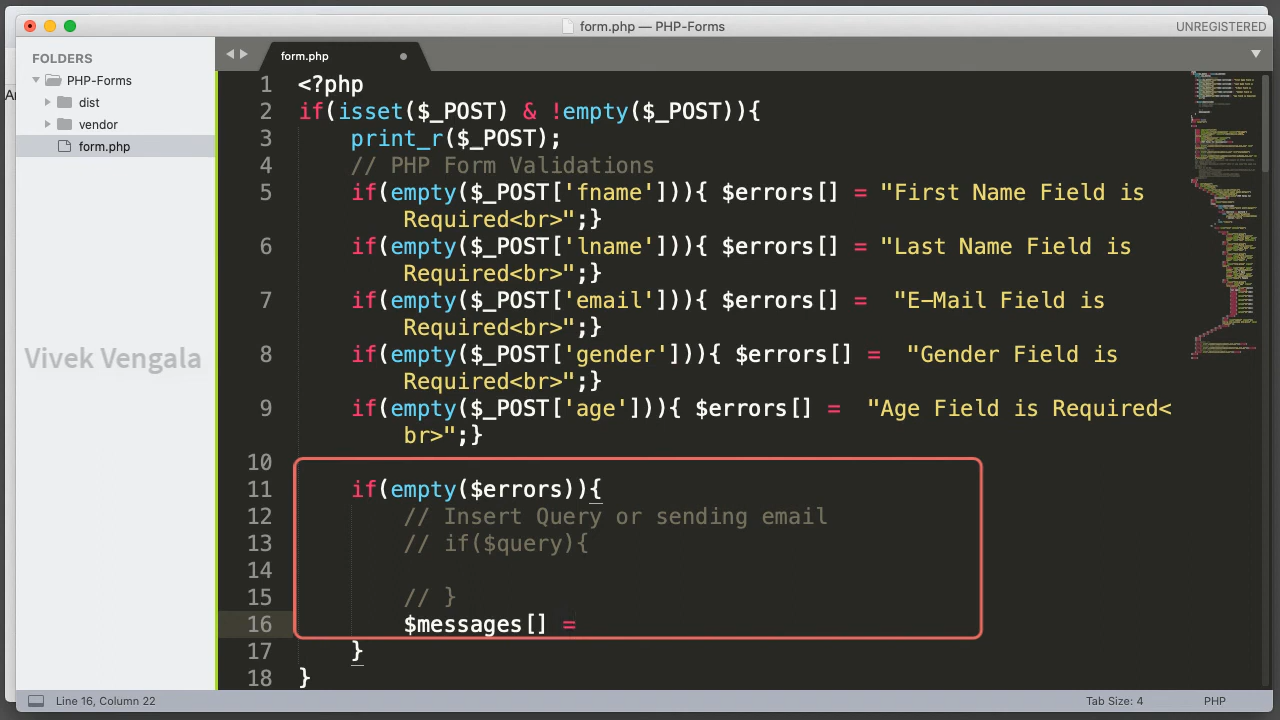 form.php — PHP-Forms
UNREGISTERED
FOLDERS
PHP-Forms
dist
vendor
form.php
Vivek Vengala
form.php
1 <?php
2 if(isset($_POST) & !empty($_POST)){
3 print_r($_POST);
4 // PHP Form Validations
5 if(empty($_POST['fname'])){ $errors[] = "First Name Field is
Required<br>";}
6 if(empty($_POST['lname'])){ $errors[] = "Last Name Field is
Required<br>";}
7 if(empty($_POST['email'])){ $errors[] = "E-Mail Field is
Required<br>";}
8 if(empty($_POST['gender'])){ $errors[] = "Gender Field is
Required<br>";}
9 if(empty($_POST['age'])){ $errors[] = "Age Field is Required<
br>";}
10
11 if(empty($errors)){
12 // Insert Query or sending email
13 // if($query){
14
15 // }
16 $messages[] =
17 }
18 }
Line 16, Column 22
Tab Size: 4
PHP